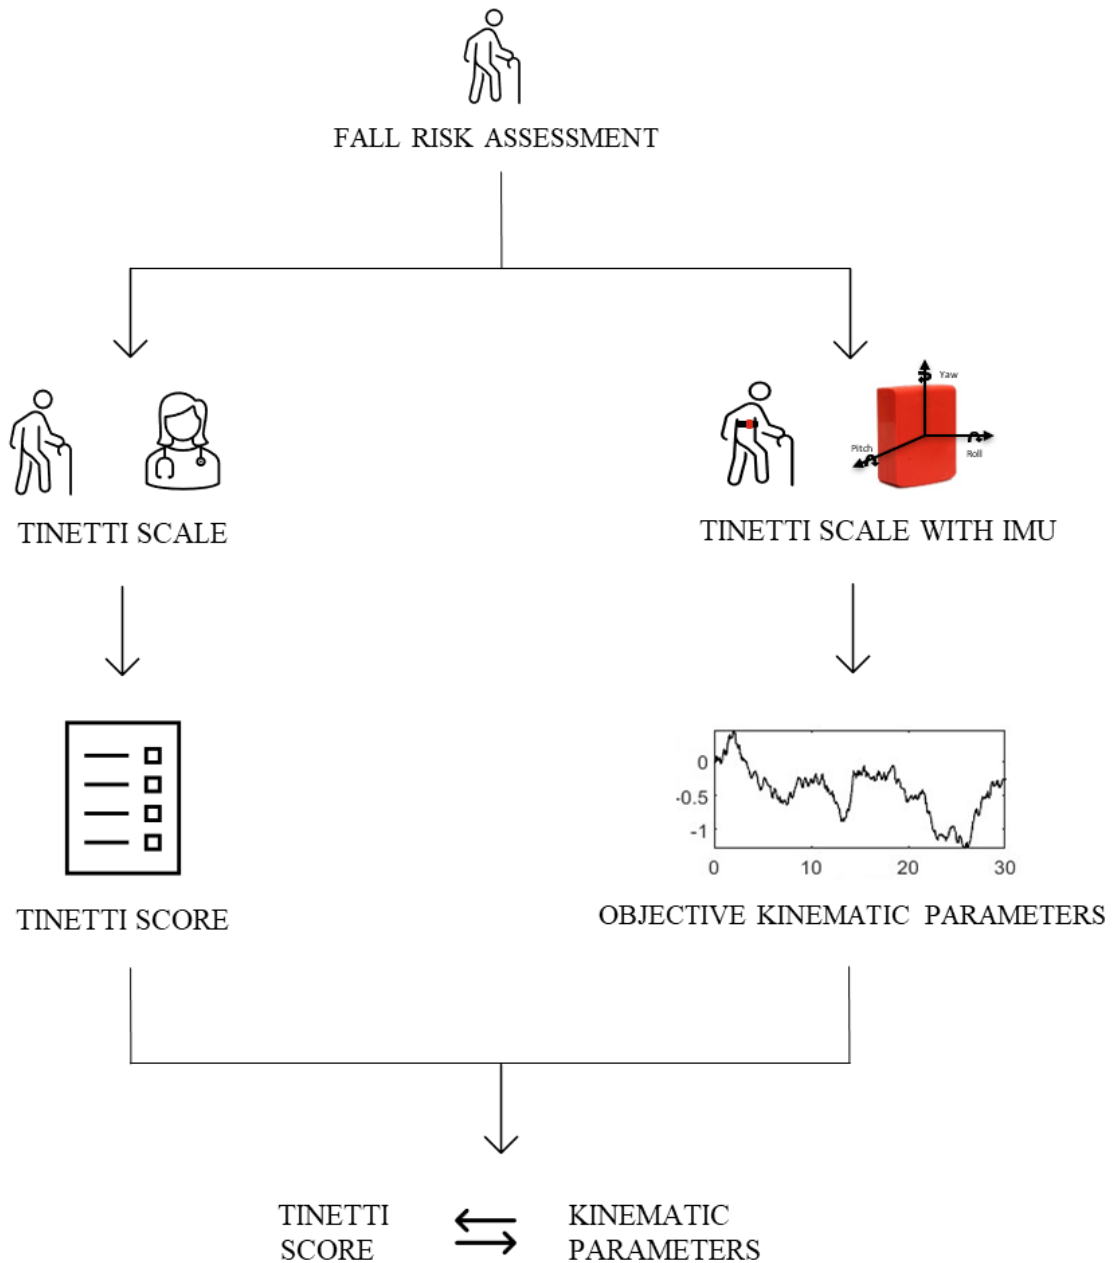 FALL RISK ASSESSMENT
Yaw
Pitch
Roll
TINETTI SCALE
TINETTI SCALE WITH IMU
0
-0.5
-1
0 10 20 30
TINETTI SCORE
OBJECTIVE KINEMATIC PARAMETERS
TINETTI
SCORE
KINEMATIC
PARAMETERS